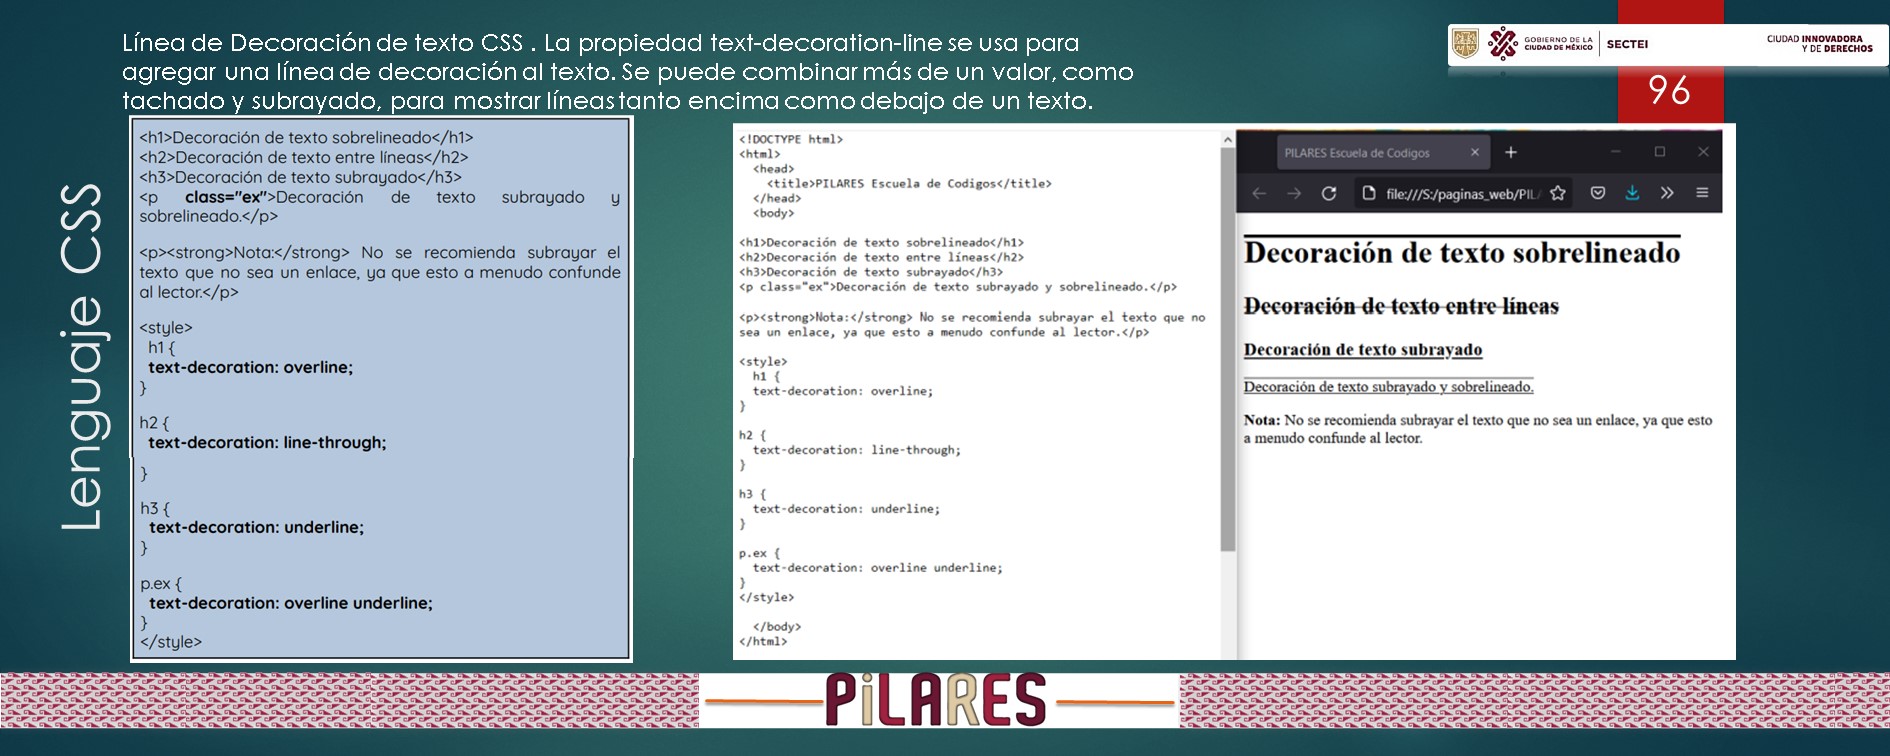 Línea de Decoración de texto CSS . La propiedad text-decoration-line se usa para
agregar una línea de decoración al texto. Se puede combinar más de un valor, como
tachado y subrayado, para mostrar líneas tanto encima como debajo de un texto.
GOBIERNO DE LA
CIUDAD DE MÉXICO
SECTEI
CIUDAD INNOVADORA
Y DE DERECHOS
96
Lenguaje CSS
<h1>Decoración de texto sobrelineado</h1>
<h2>Decoración de texto entre líneas</h2>
<h3>Decoración de texto subrayado</h3>
<p class="ex">Decoración de texto subrayado y
sobrelineado.</p>
<p><strong>Nota:</strong> No se recomienda subrayar el
texto que no sea un enlace, ya que esto a menudo confunde
al lector.</p>
<style>
h1 {
text-decoration: overline;
}
h2 {
text-decoration: line-through;
}
h3 {
text-decoration: underline;
}
p.ex {
text-decoration: overline underline;
}
</style>
<!DOCTYPE html>
<html>
<head>
<title>PILARES Escuela de Codigos</title>
</head>
<body>
<h1>Decoración de texto sobrelineado</h1>
<h2>Decoración de texto entre líneas</h2>
<h3>Decoración de texto subrayado</h3>
<p class="ex">Decoración de texto subrayado y sobrelineado.</p>
<p><strong>Nota:</strong> No se recomienda subrayar el texto que no
sea un enlace, ya que esto a menudo confunde al lector.</p>
<style>
h1 {
text-decoration: overline;
}
h2 {
text-decoration: line-through;
}
h3 {
text-decoration: underline;
}
p.ex {
text-decoration: overline underline;
}
</style>
</body>
</html>
PILARES Escuela de Codigos
file:///S:/paginas_web/PIL
Decoración de texto sobrelineado
Decoración de texto entre líneas
Decoración de texto subrayado
Decoración de texto subrayado y sobrelineado.
Nota: No se recomienda subrayar el texto que no sea un enlace, ya que esto
a menudo confunde al lector.
PiLARES